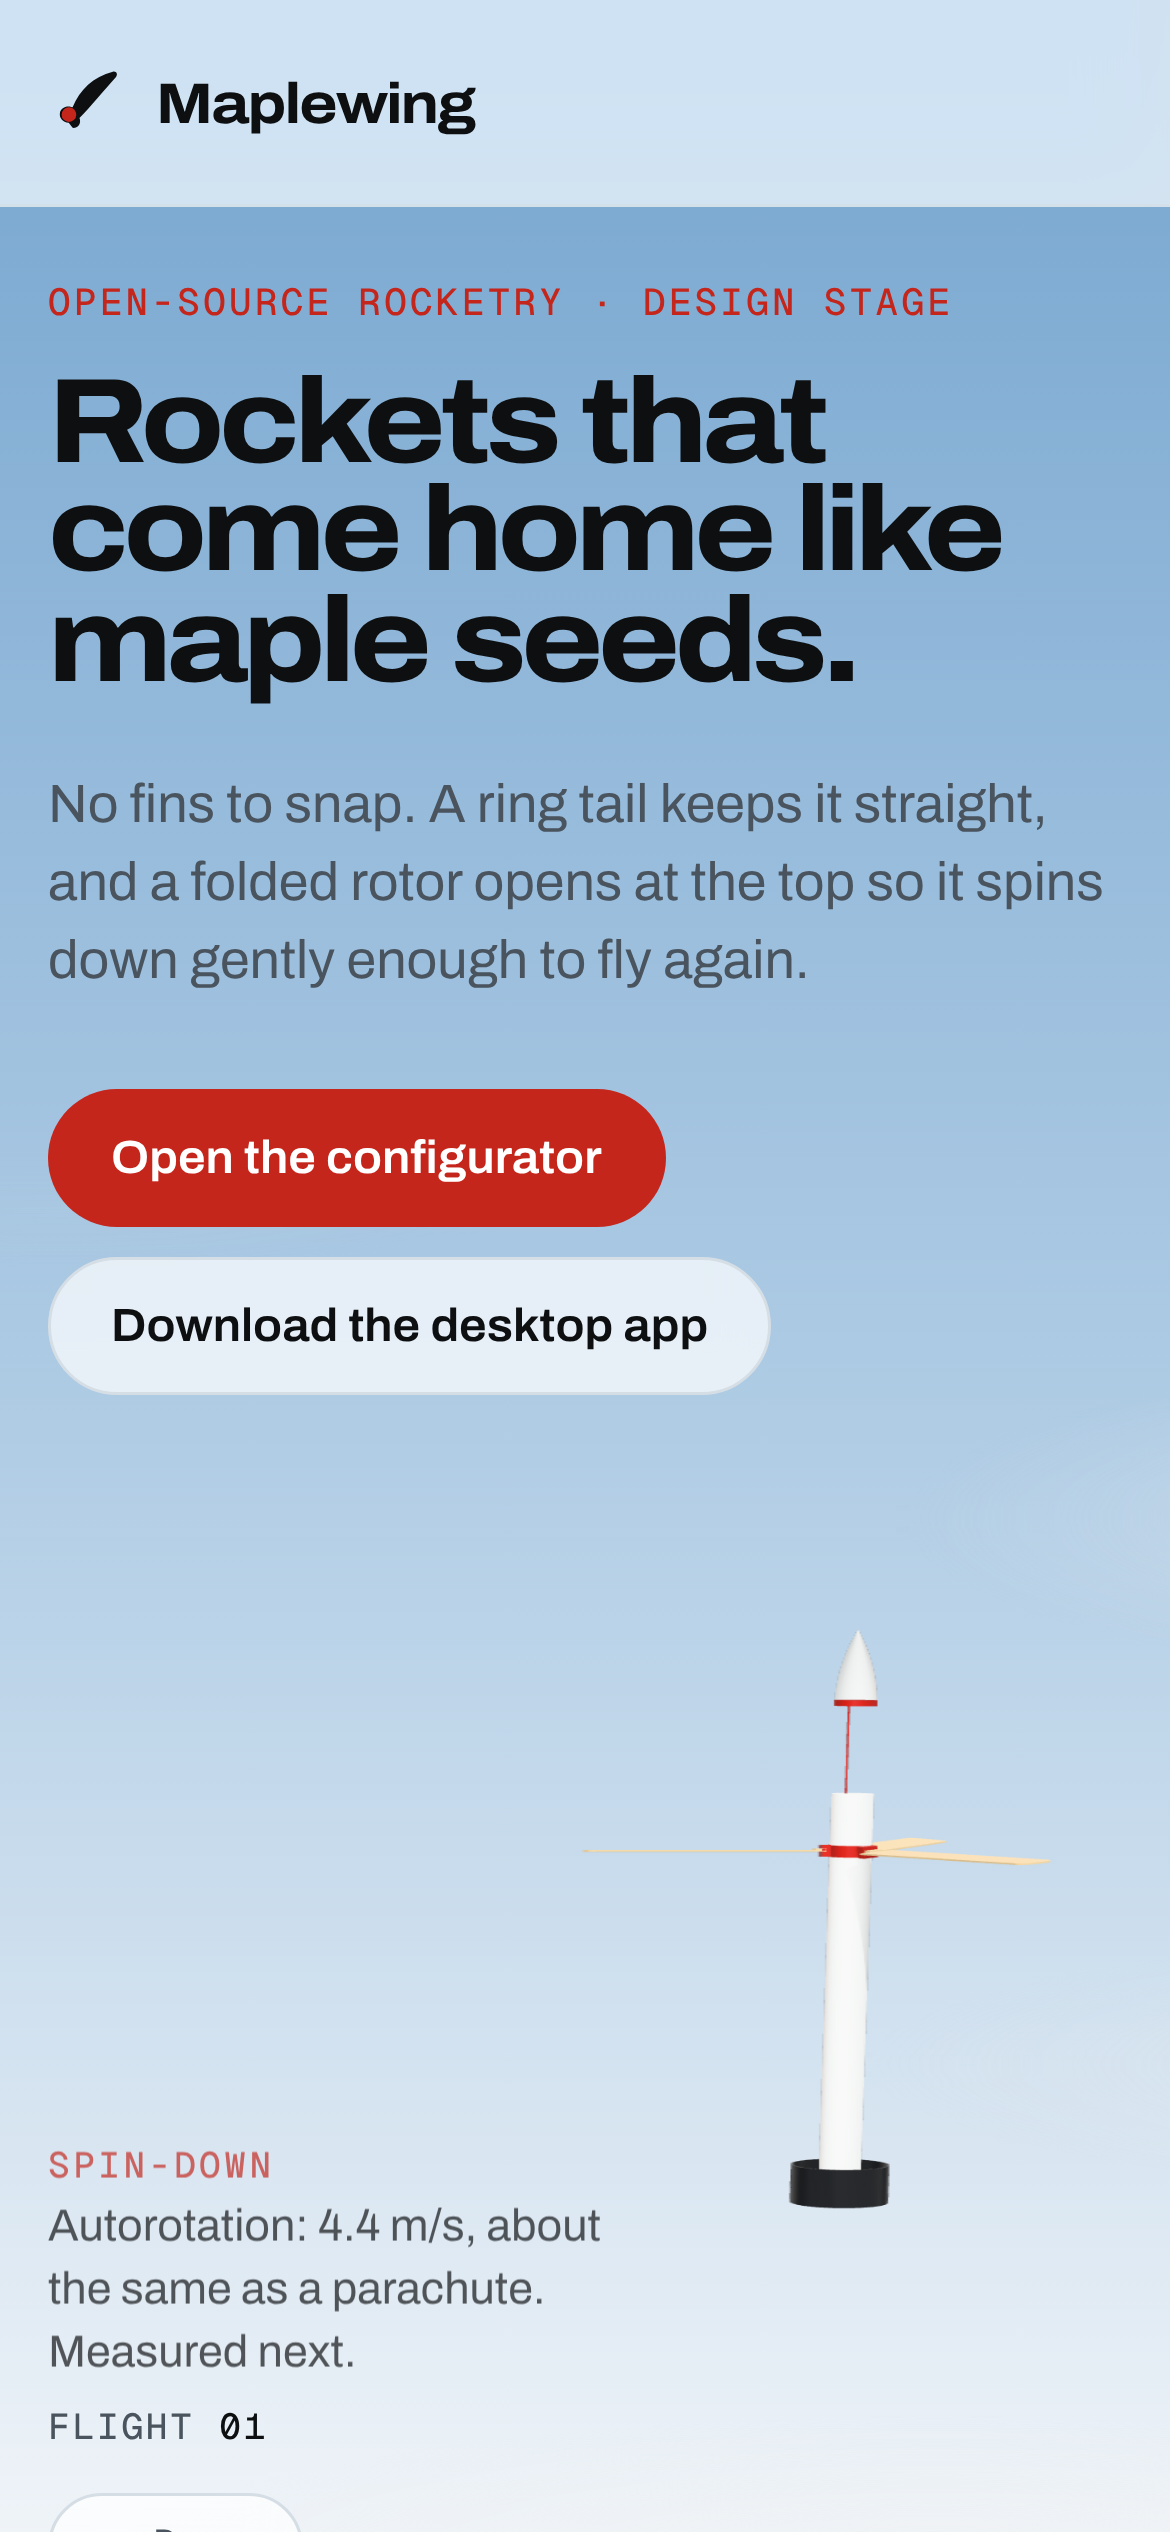 Maplewing
OPEN-SOURCE ROCKETRY · DESIGN STAGE
Rockets that
come home like
maple seeds.
No fins to snap. A ring tail keeps it straight,
and a folded rotor opens at the top so it spins
down gently enough to fly again.
Open the configurator
Download the desktop app
SPIN-DOWN
Autorotation: 4.4 m/s, about
the same as a parachute.
Measured next.
FLIGHT 01